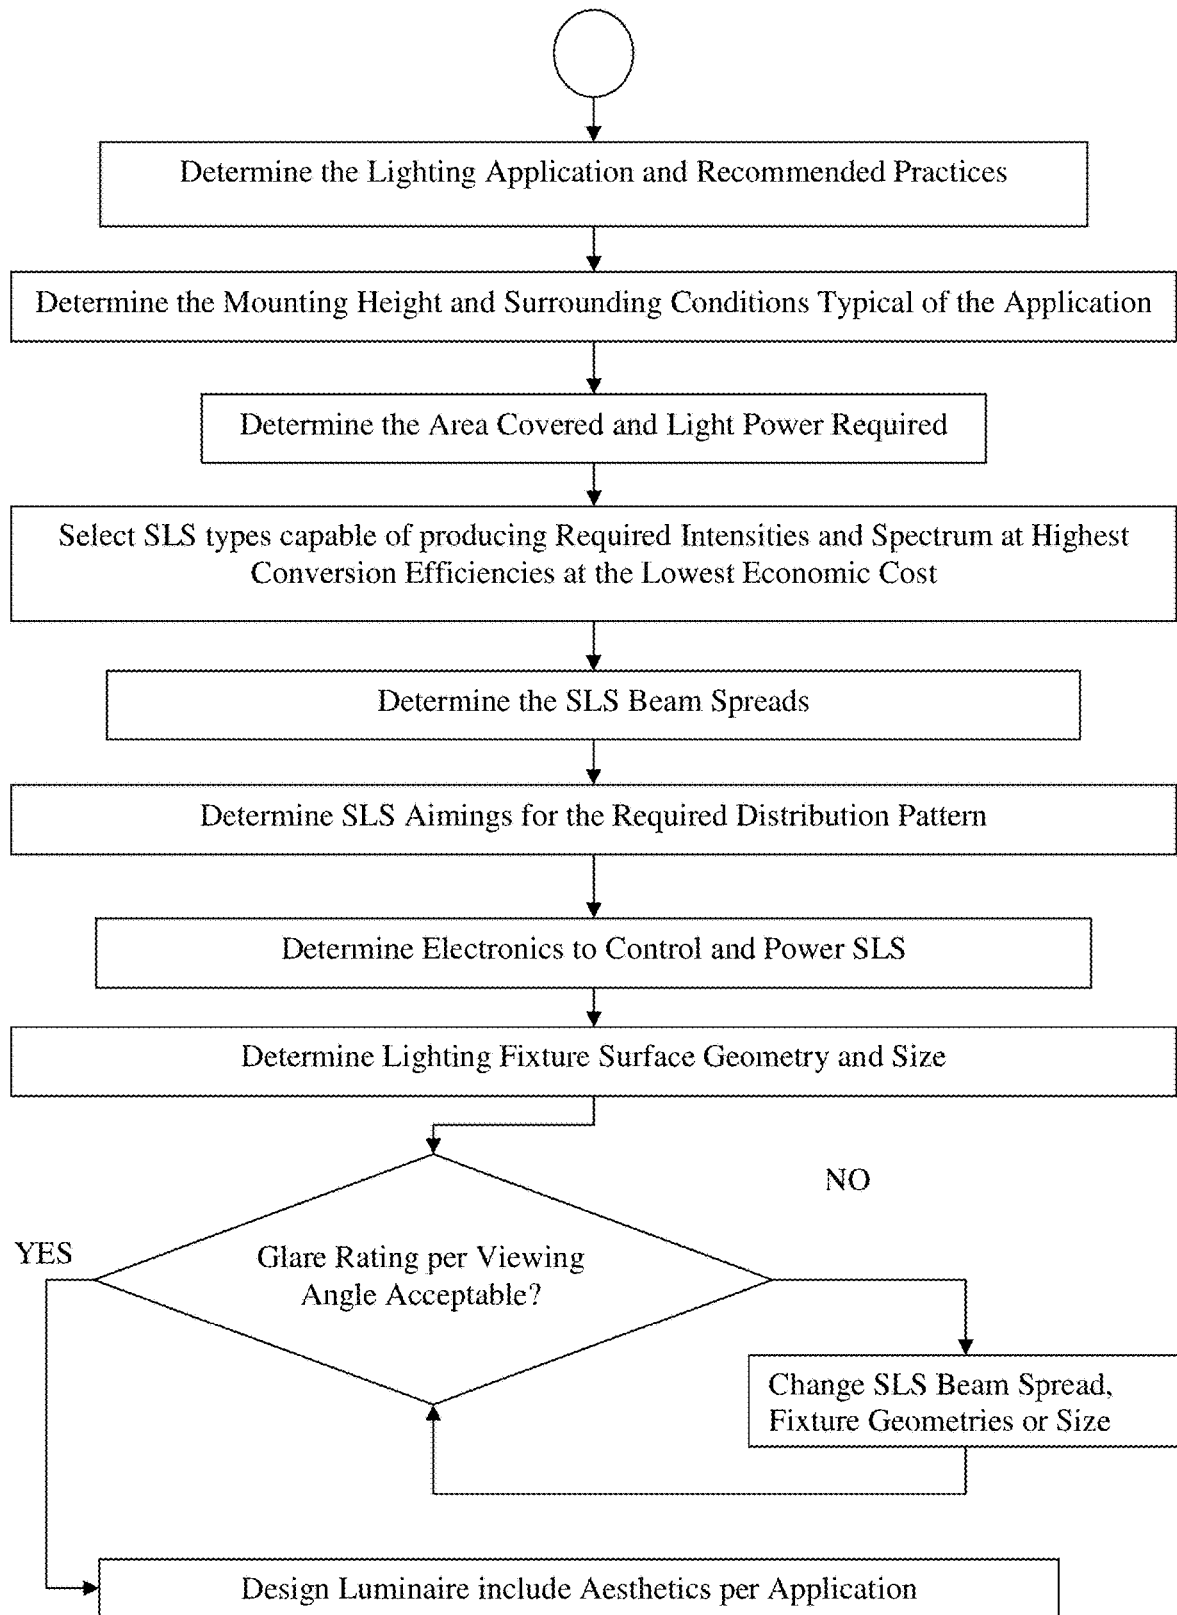 Determine the Lighting Application and Recommended Practices
Determine the Mounting Height and Surrounding Conditions Typical of the Application
Determine the Area Covered and Light Power Required
Select SLS types capable of producing Required Intensities and Spectrum at Highest
Conversion Efficiencies at the Lowest Economic Cost
Determine the SLS Beam Spreads
Determine SLS Aimings for the Required Distribution Pattern
Determine Electronics to Control and Power SLS
Determine Lighting Fixture Surface Geometry and Size
NO
YES
Glare Rating per Viewing
Angle Acceptable?
Change SLS Beam Spread,
Fixture Geometries or Size
Design Luminaire include Aesthetics per Application